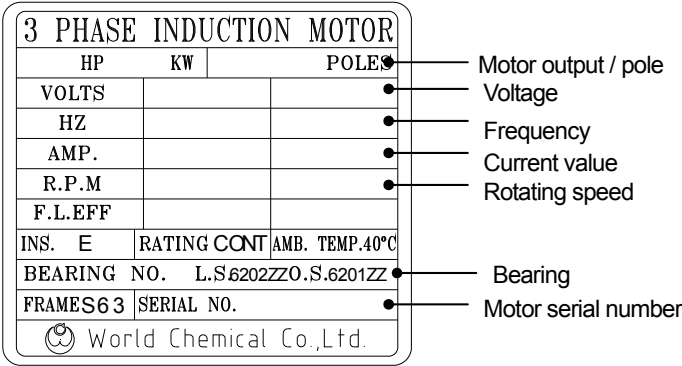 3 PHASE INDUCTION MOTOR
HP KW POLES Motor output / pole
VOLTS Voltage
HZ Frequency
AMP. Current value
R.P.M Rotating speed
F.L.EFF
INS. E RATING CONT AMB. TEMP.40°C
BEARING NO. L.S.6202ZZ O.S.6201ZZ Bearing
FRAME S63 SERIAL NO. Motor serial number
World Chemical Co.,Ltd.